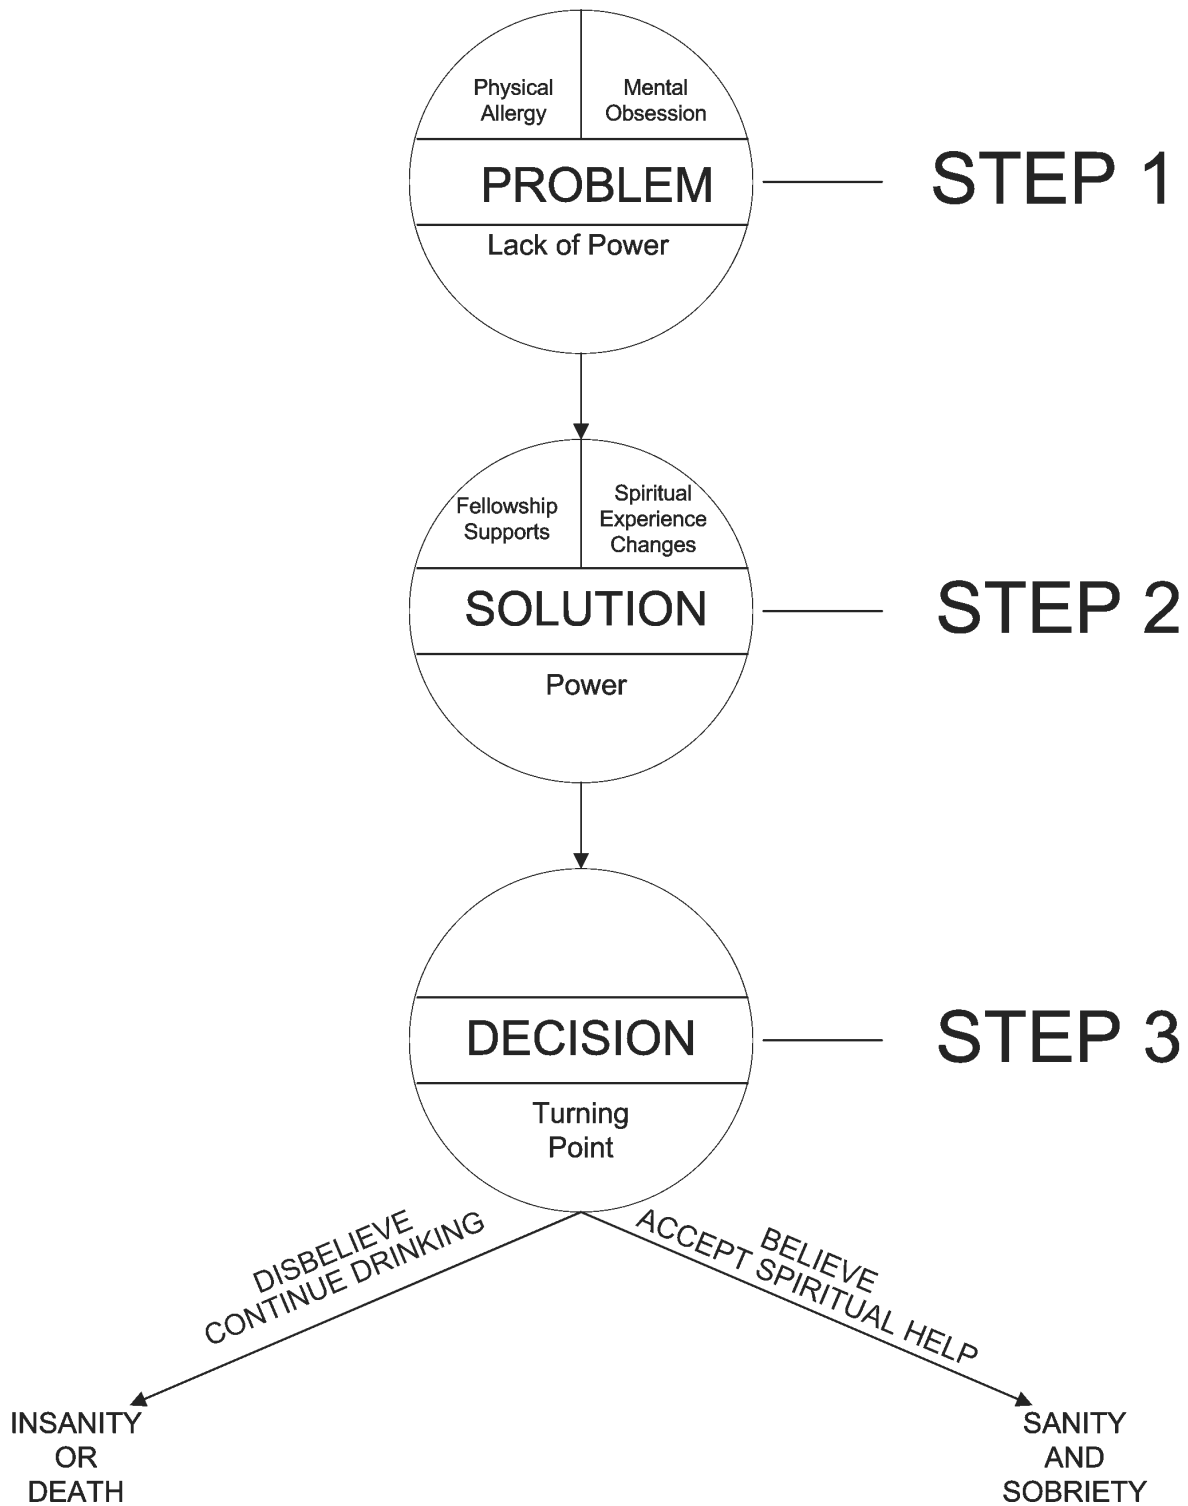 Physical
Allergy
Mental
Obsession
PROBLEM
STEP 1
Lack of Power
Fellowship
Supports
Spiritual
Experience
Changes
SOLUTION
STEP 2
Power
DECISION
STEP 3
Turning
Point
DISBELIEVE
CONTINUE DRINKING
BELIEVE
ACCEPT SPIRITUAL HELP
INSANITY
OR
DEATH
SANITY
AND
SOBRIETY